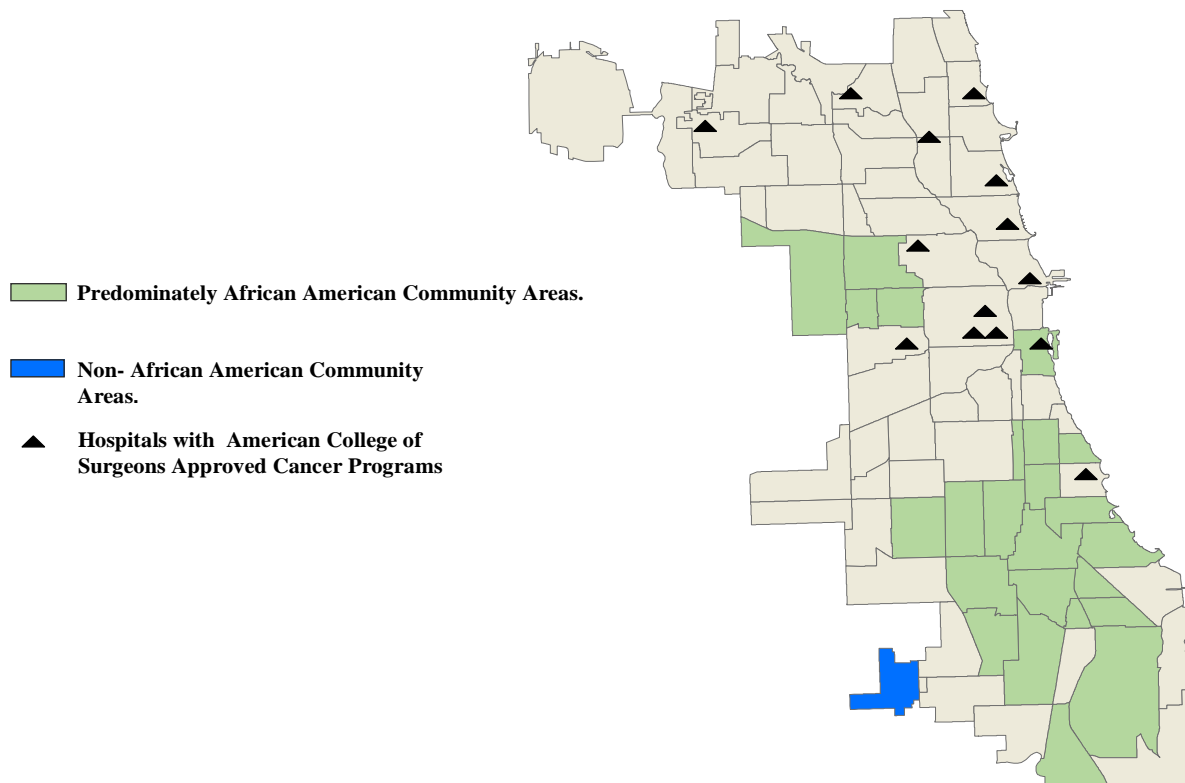 Predominately African American Community Areas.
Non- African American Community
Areas.
Hospitals with American College of
Surgeons Approved Cancer Programs